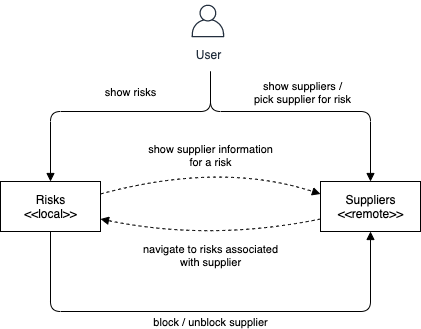 User
show risks
show suppliers /
pick supplier for risk
show supplier information
for a risk
Risks
<<local>>
Suppliers
<<remote>>
navigate to risks associated
with supplier
block / unblock supplier